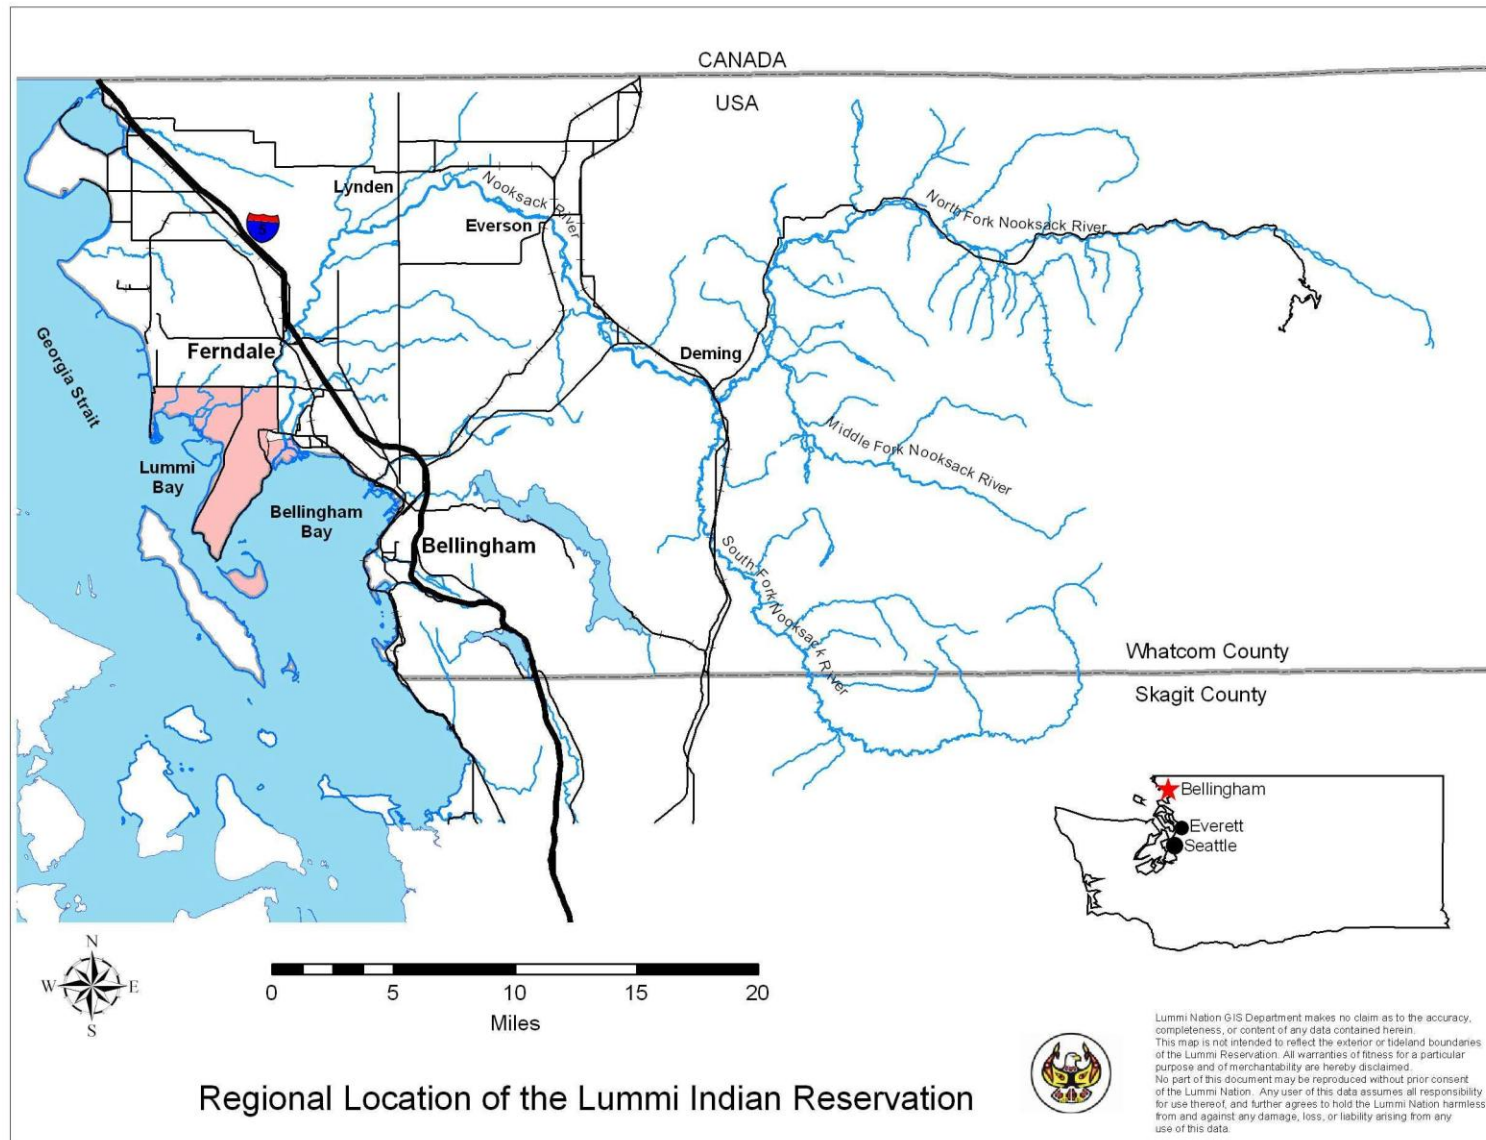 CANADA
USA
Lynden
Nooksack River
Everson
North Fork Nooksack River
5
Georgia Strait
Ferndale
Deming
Middle Fork Nooksack River
Lummi
Bay
Bellingham
Bay
Bellingham
South Fork Nooksack River
Whatcom County
Skagit County
Bellingham
Everett
Seattle
N
W E
S
0 5 10 15 20
Miles
Regional Location of the Lummi Indian Reservation
Lummi Nation GIS Department makes no claim as to the accuracy,
completeness, or content of any data contained herein.
This map is not intended to reflect the exterior or tideland boundaries
of the Lummi Reservation. All warranties of fitness for a particular
purpose and of merchantability are hereby disclaimed.
No part of this document may be reproduced without prior consent
of the Lummi Nation. Any user of this data assumes all responsibility
for use thereof, and further agrees to hold the Lummi Nation harmless
from and against any damage, loss, or liability arising from any
use of this data.